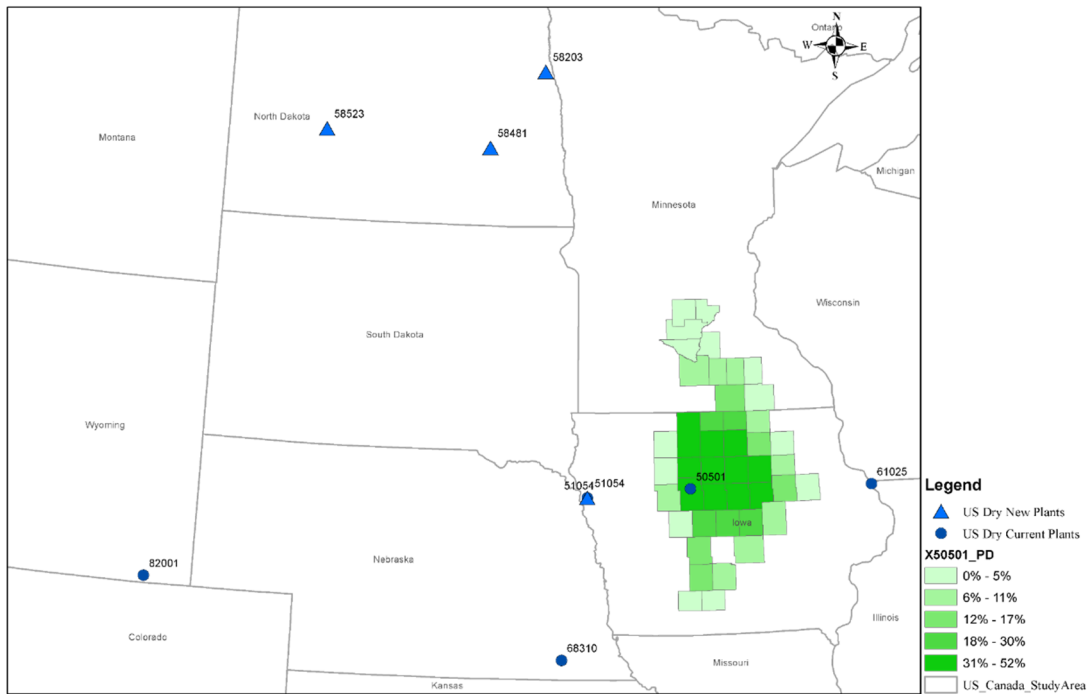 Ontario
N
W
E
S
58203
58523
North Dakota
58481
Montana
Michigan
Minnesota
Wisconsin
South Dakota
Wyoming
50501
61025
51054
51054
Iowa
Nebraska
82001
Illinois
Colorado
68310
Missouri
Kansas
Legend
US Dry New Plants
US Dry Current Plants
X50501_PD
0% - 5%
6% - 11%
12% - 17%
18% - 30%
31% - 52%
US_Canada_StudyArea